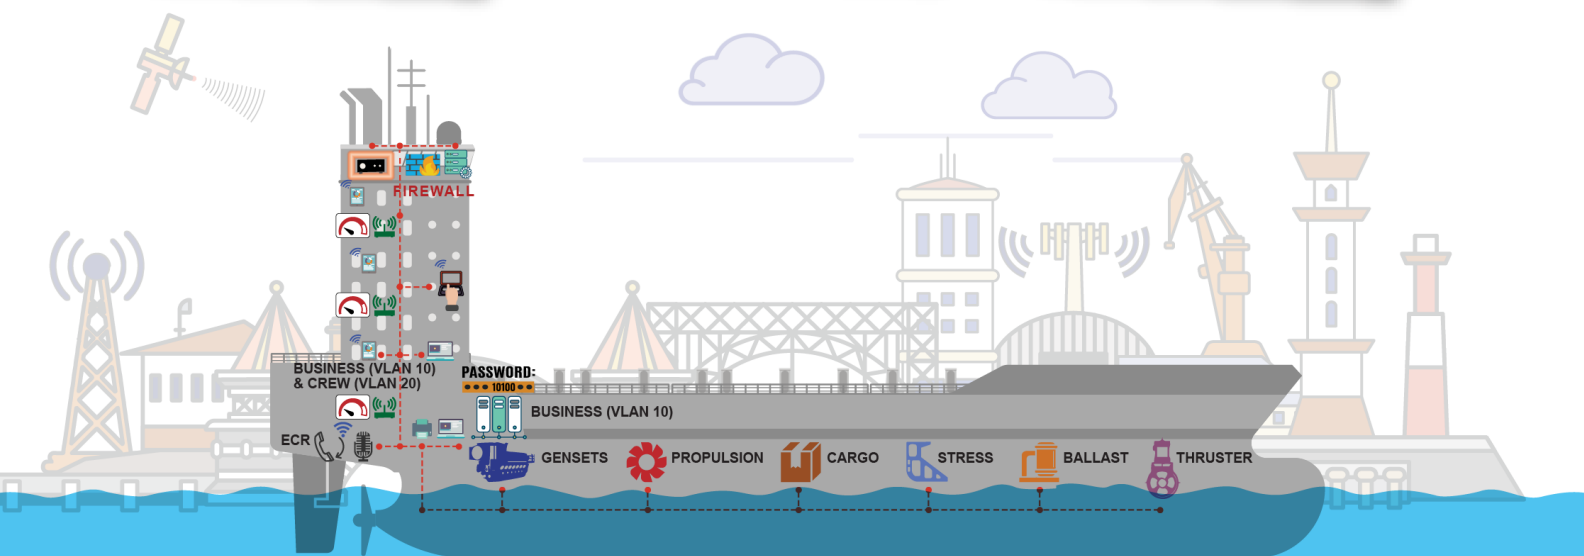 FIREWALL
BUSINESS (VLAN 10)
& CREW (VLAN 20)
PASSWORD:
10100
BUSINESS (VLAN 10)
ECR
GENSETS
PROPULSION
CARGO
STRESS
BALLAST
THRUSTER